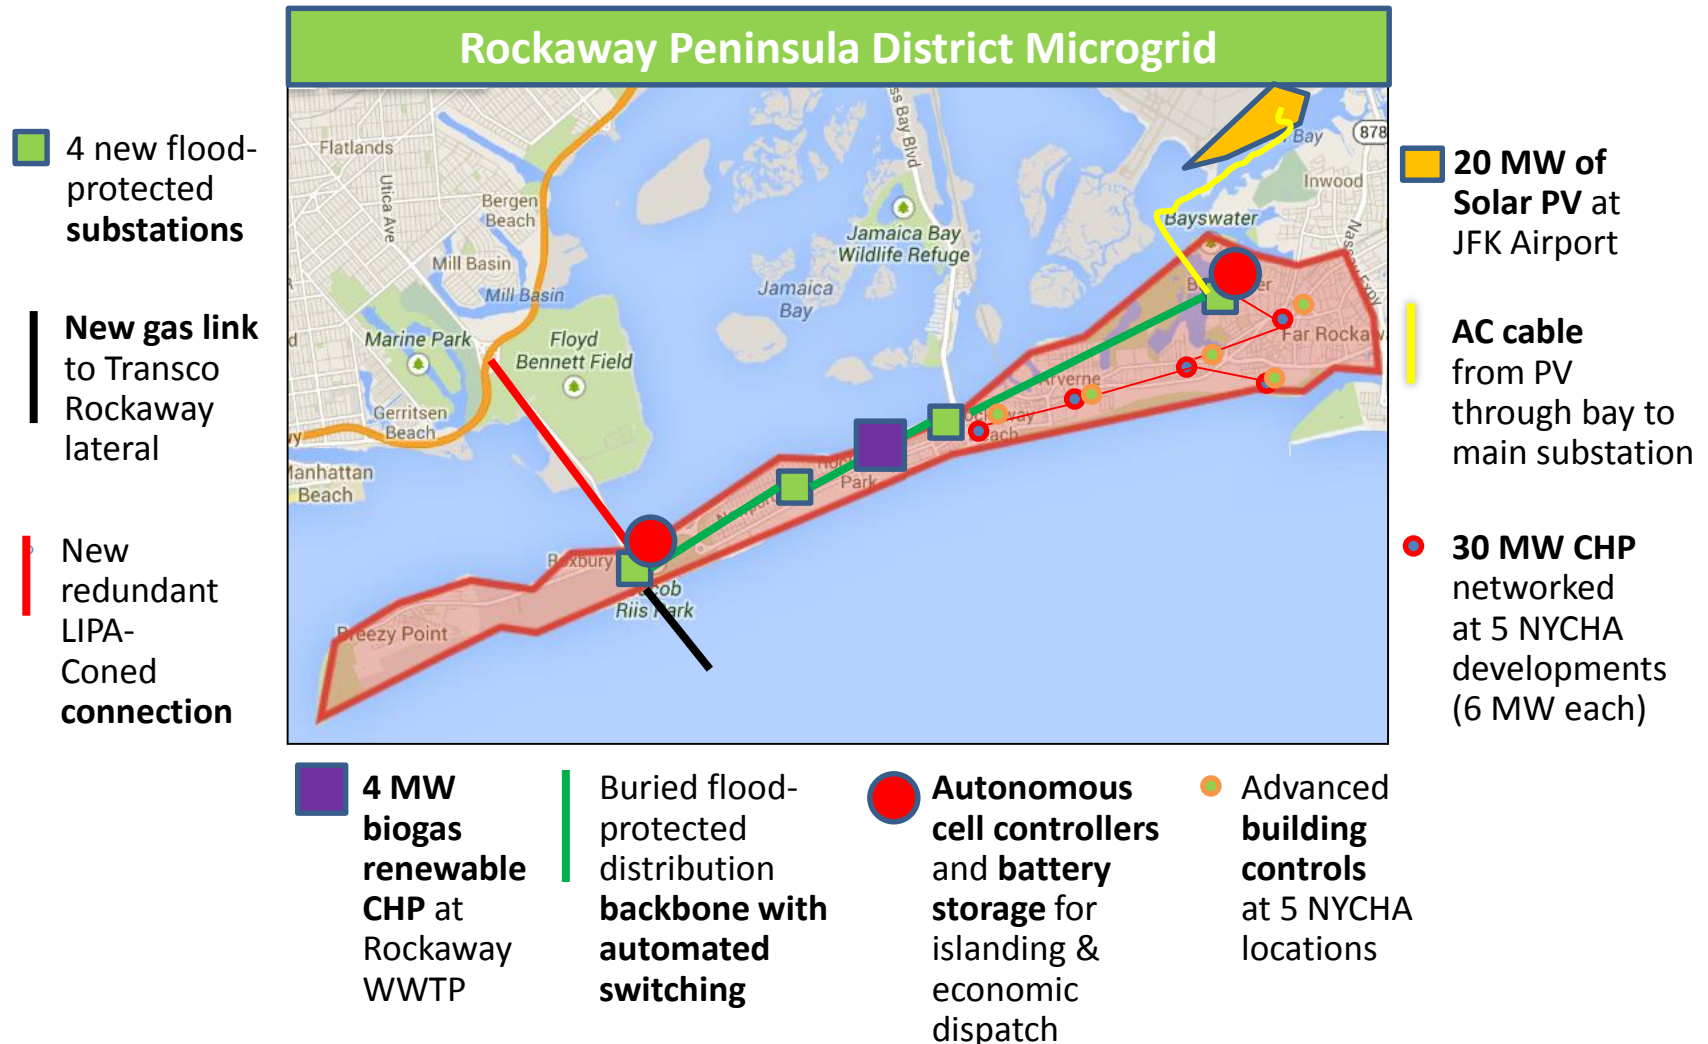 Rockaway Peninsula District Microgrid
4 new flood-
protected
substations
New gas link
to Transco
Rockaway
lateral
New
redundant
LIPA-
Coned
connection
Flatlands
Utica Ave
Bergen
Beach
Mill Basin
Mill Basin
Marine Park
Floyd
Bennett Field
Gerritsen
Beach
Manhattan
Beach
Bay Blvd
Jamaica Bay
Wildlife Refuge
Jamaica
Bay
Bay
878
Inwood
Nassau Expy
Bayswater
Far Rockaw
Arverne
Park
Roxbury
Riis Park
Breezy Point
20 MW of
Solar PV at
JFK Airport
AC cable
from PV
through bay to
main substation
30 MW CHP
networked
at 5 NYCHA
developments
(6 MW each)
4 MW
biogas
renewable
CHP at
Rockaway
WWTP
Buried flood-
protected
distribution
backbone with
automated
switching
Autonomous
cell controllers
and battery
storage for
islanding &
economic
dispatch
Advanced
building
controls
at 5 NYCHA
locations